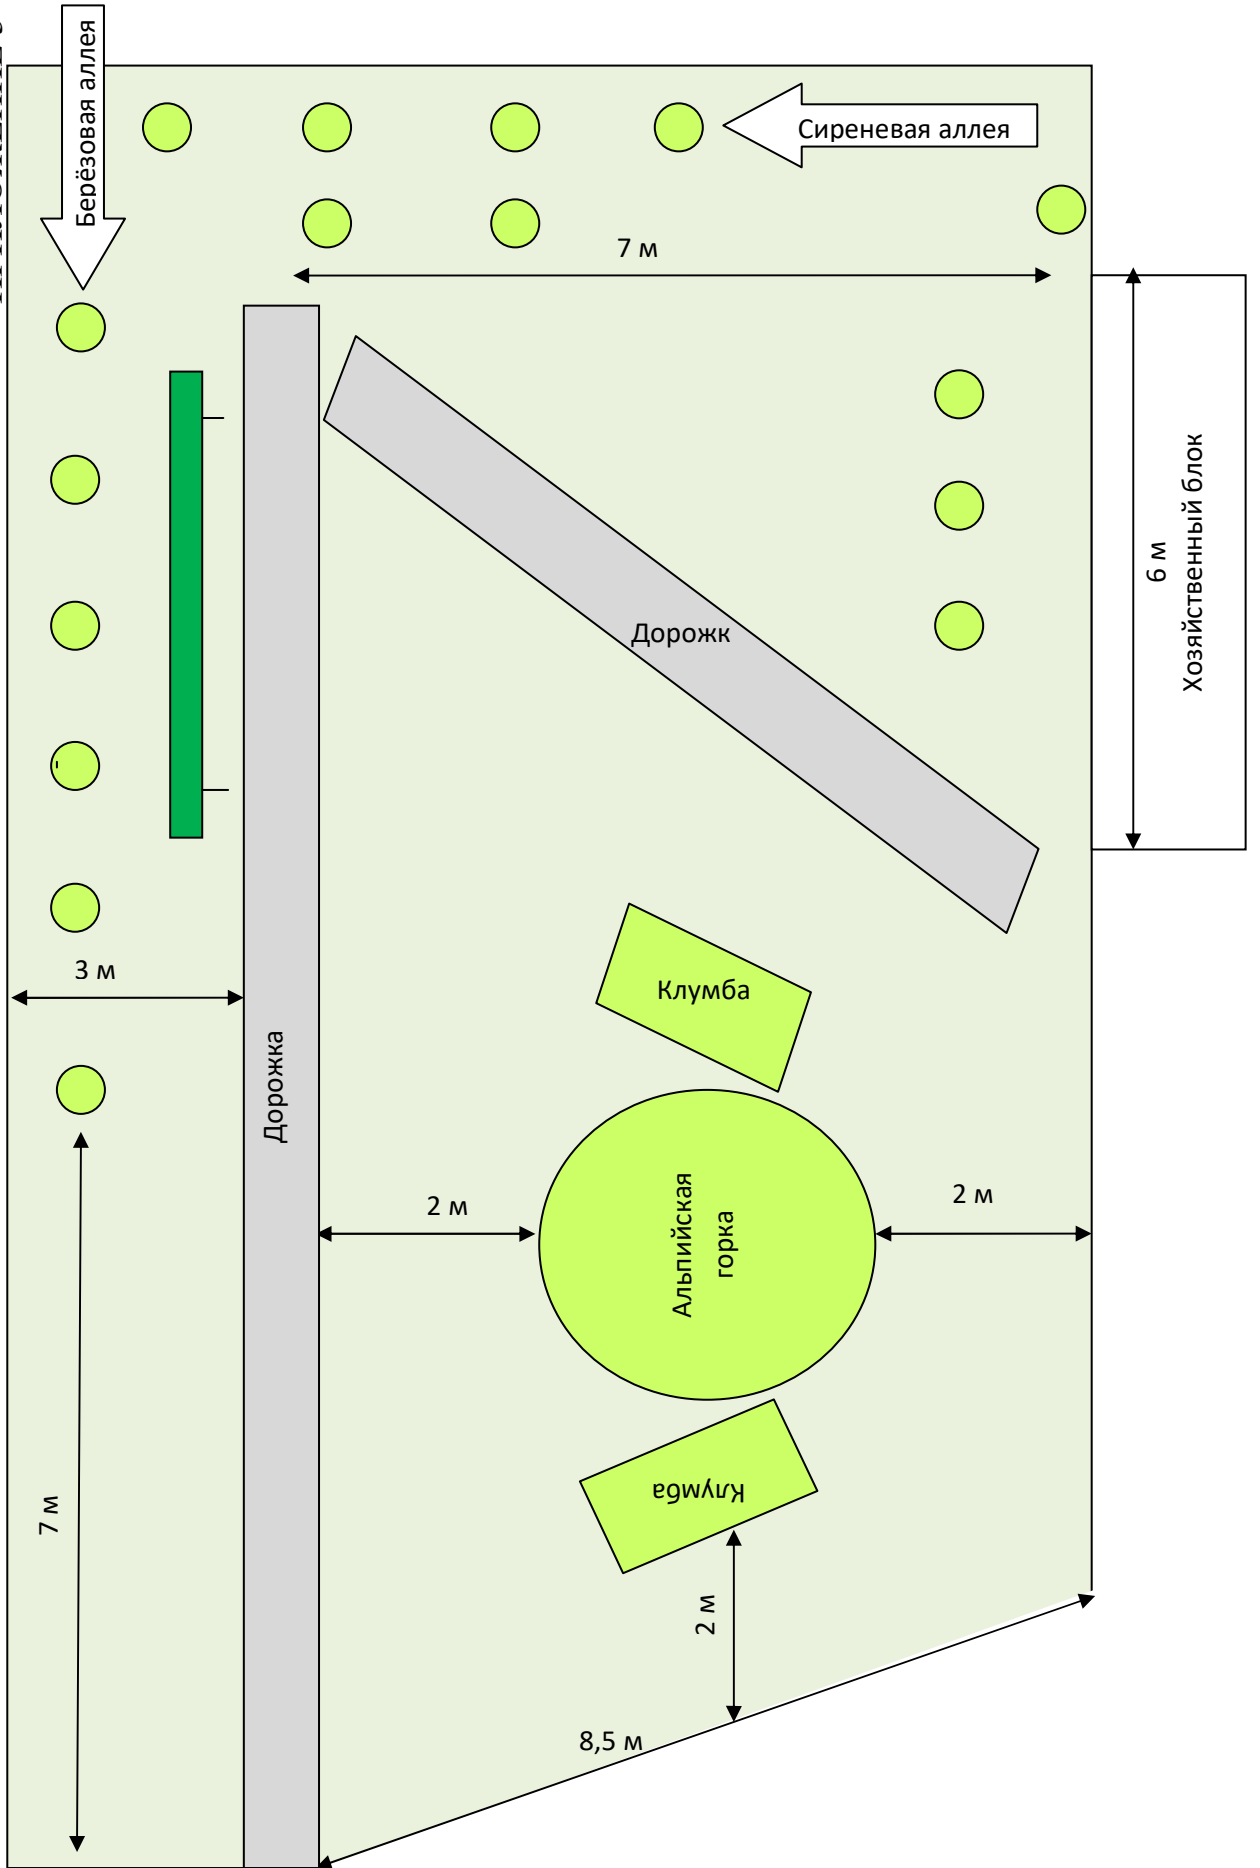 Берёзовая аллея
Сиреневая аллея
7 м
6 м
Хозяйственный блок
Дорожк
3 м
Клумба
Дорожка
2 м
2 м
Альпийская
горка
Клумба
7 м
2 м
8,5 м